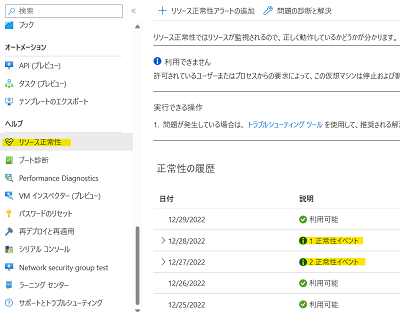 検索
ブック
オートメーション
API (プレビュー)
タスク (プレビュー)
テンプレートのエクスポート
ヘルプ
リソース正常性
ブート診断
Performance Diagnostics
VM インスペクター (プレビュー)
パスワードのリセット
再デプロイと再適用
シリアル コンソール
Network security group test
ラーニング センター
サポートとトラブルシューティング
リソース正常性アラートの追加 問題の診断と解決
リソース正常性ではリソースが監視されるので、正しく動作しているかどうかが分かります。
利用できません
許可されているユーザーまたはプロセスからの要求によって、この仮想マシンは停止および割
実行できる操作
1. 問題が発生している場合は、トラブルシューティング ツール を使用して、推奨される解決
正常性の履歴
日付 説明
12/29/2022 利用可能
12/28/2022 1 正常性イベント
12/27/2022 2 正常性イベント
12/26/2022 利用可能
12/25/2022 利用可能